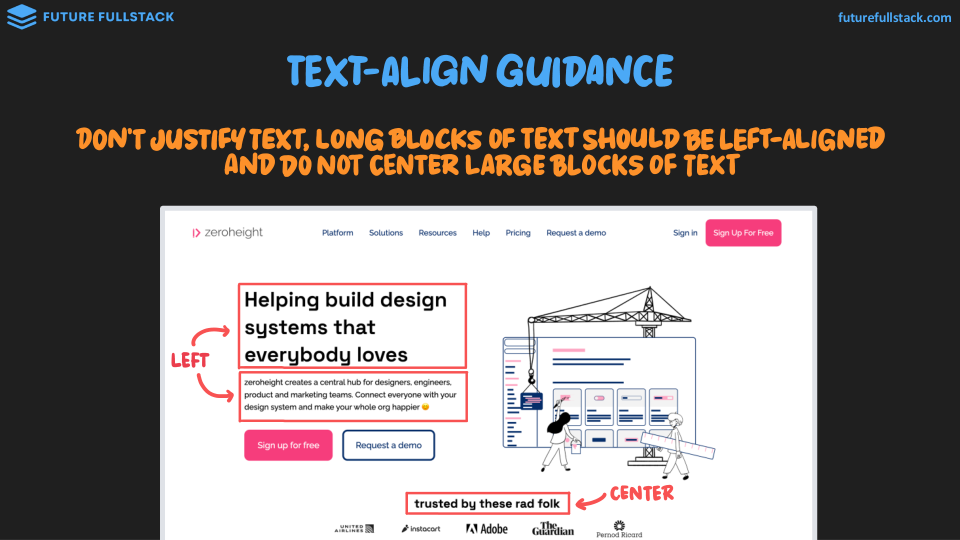 FUTURE FULLSTACK
futurefullstack.com
TEXT-ALIGN GUIDANCE
DON'T JUSTIFY TEXT, LONG BLOCKS OF TEXT SHOULD BE LEFT-ALIGNED
AND DO NOT CENTER LARGE BLOCKS OF TEXT
zeroheight
Platform Solutions Resources Help Pricing Request a demo Sign in Sign Up For Free
Helping build design
systems that
everybody loves
LEFT
zeroheight creates a central hub for designers, engineers,
product and marketing teams. Connect everyone with your
design system and make your whole org happier 😊
Sign up for free Request a demo
trusted by these rad folk
CENTER
UNITED
AIRLINES
instacart
Adobe
The
Guardian
Pernod Ricard